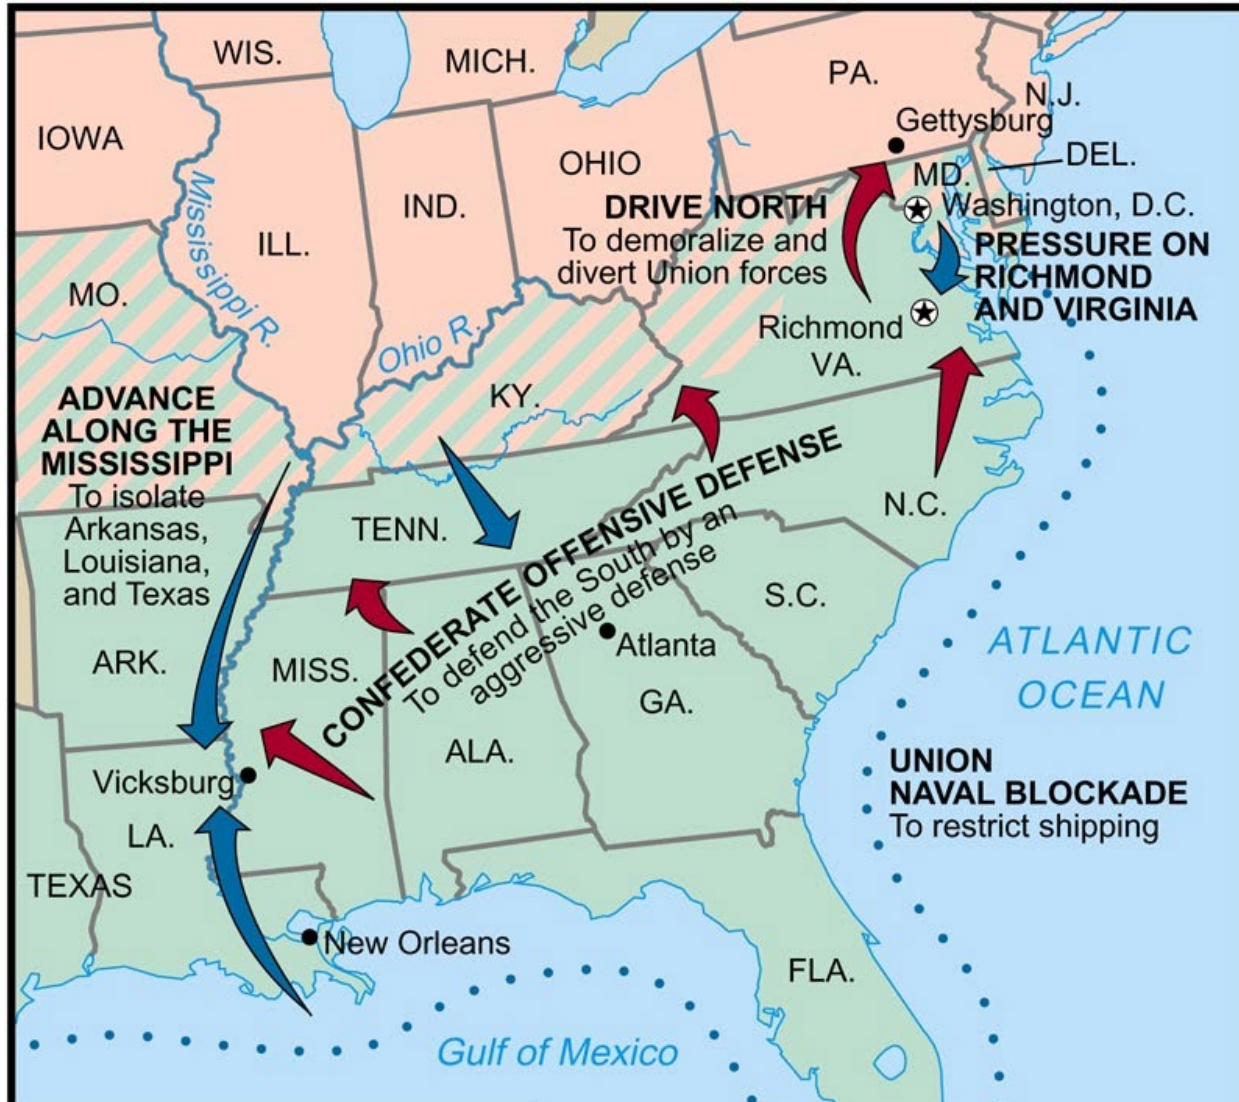 WIS.
MICH.
PA.
N.J.
IOWA
Gettysburg
OHIO
DEL.
MD.
IND.
DRIVE NORTH
To demoralize and
divert Union forces
Washington, D.C.
ILL.
Mississippi R.
PRESSURE ON
RICHMOND
AND VIRGINIA
MO.
Richmond
VA.
Ohio R.
KY.
ADVANCE
ALONG THE
MISSISSIPPI
To isolate
Arkansas,
Louisiana,
and Texas
TENN.
N.C.
CONFEDERATE OFFENSIVE DEFENSE
To defend the South by an
aggressive defense
S.C.
ARK.
MISS.
Atlanta
GA.
ATLANTIC
OCEAN
ALA.
Vicksburg
UNION
NAVAL BLOCKADE
To restrict shipping
LA.
TEXAS
New Orleans
FLA.
Gulf of Mexico